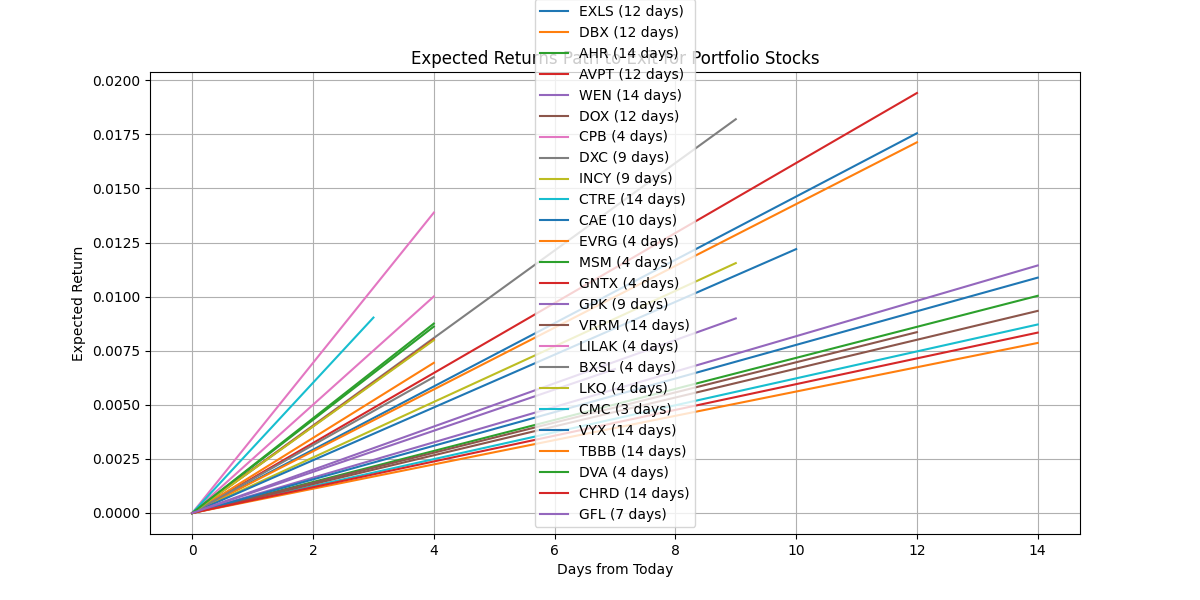 EXLS (12 days)
DBX (12 days)
AHR (14 days)
Expected Returns Path to Exit for Portfolio Stocks
AVPT (12 days)
WEN (14 days)
DOX (12 days)
CPB (4 days)
DXC (9 days)
INCY (9 days)
CTRE (14 days)
CAE (10 days)
EVRG (4 days)
MSM (4 days)
GNTX (4 days)
GPK (9 days)
VRRM (14 days)
LILAK (4 days)
BXSL (4 days)
LKQ (4 days)
CMC (3 days)
VYX (14 days)
TBBB (14 days)
DVA (4 days)
CHRD (14 days)
GFL (7 days)
Expected Return
0.0200
0.0175
0.0150
0.0125
0.0100
0.0075
0.0050
0.0025
0.0000
0 2 4 6 8 10 12 14
Days from Today